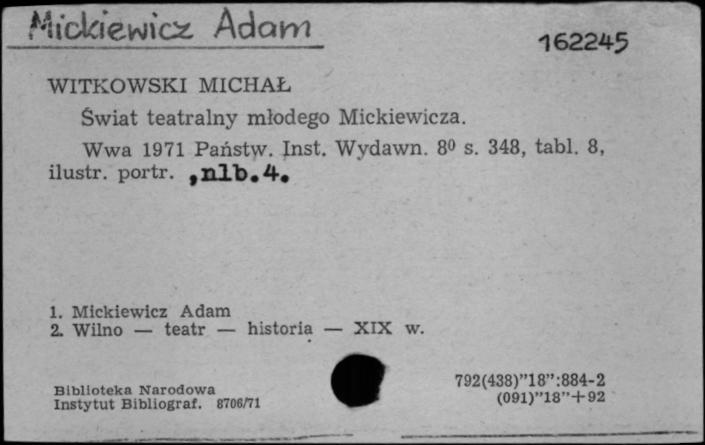 Mickiewicz Adam
162245
WITKOWSKI MICHAŁ
Świat teatralny młodego Mickiewicza.
Wwa 1971 Państw. Inst. Wydawn. 8⁰ s. 348, tabl. 8,
ilustr. portr. ,nlb.4.
1. Mickiewicz Adam
2. Wilno — teatr — historia — XIX w.
Biblioteka Narodowa
Instytut Bibliograf. 8706/71
792(438)”18”:884-2
(091)”18”+92